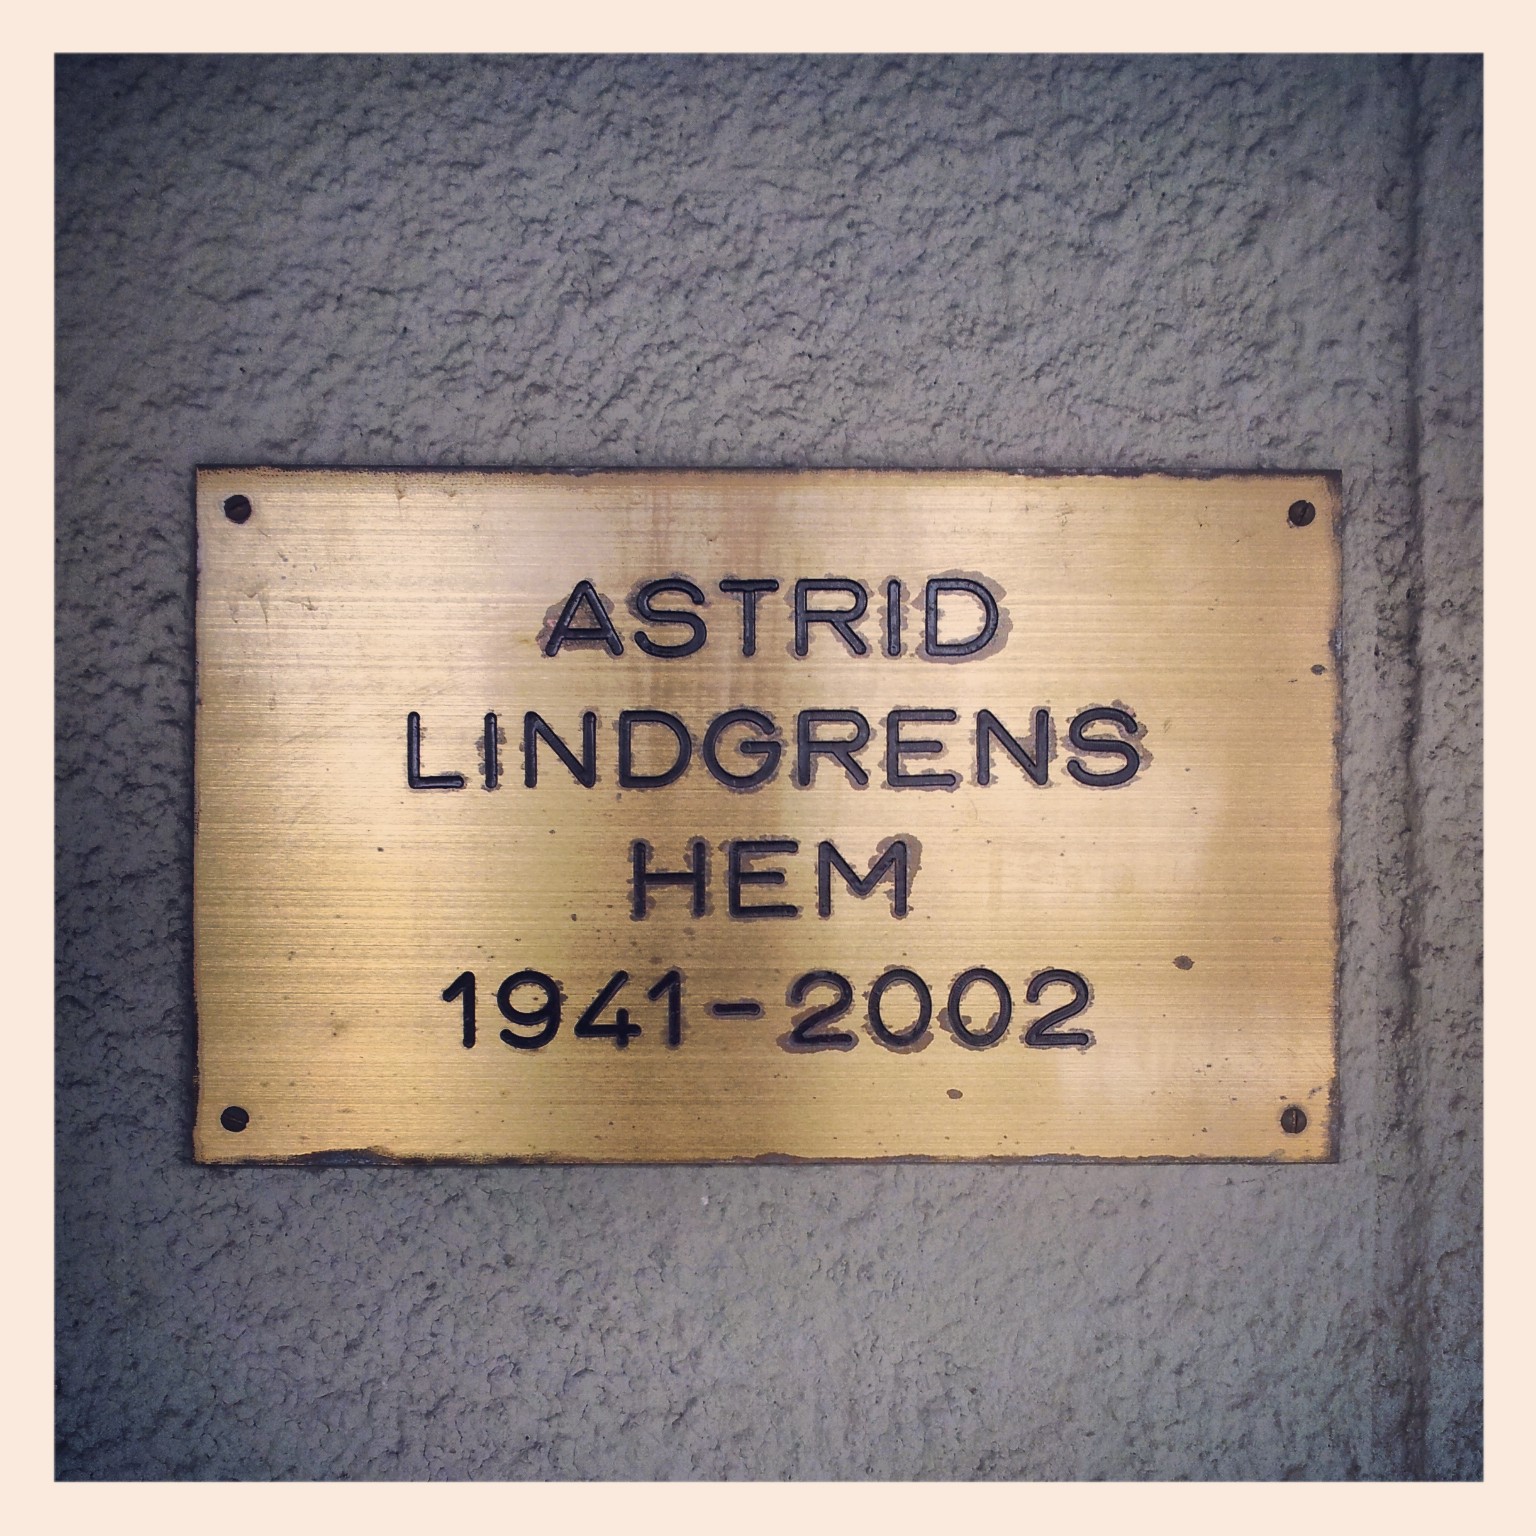 ASTRID
LINDGRENS
HEM
1941-2002